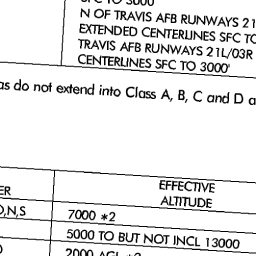 SFC TO 3000'
N OF TRAVIS AFB RUNWAYS 21
EXTENDED CENTERLINES SFC TO
TRAVIS AFB RUNWAYS 21L/03R
CENTERLINES SFC TO 3000'
as do not extend into Class A, B, C and D a
EFFECTIVE
ALTITUDE
7000 *2
5000 TO BUT NOT INCL 13000
2000 AGL *2